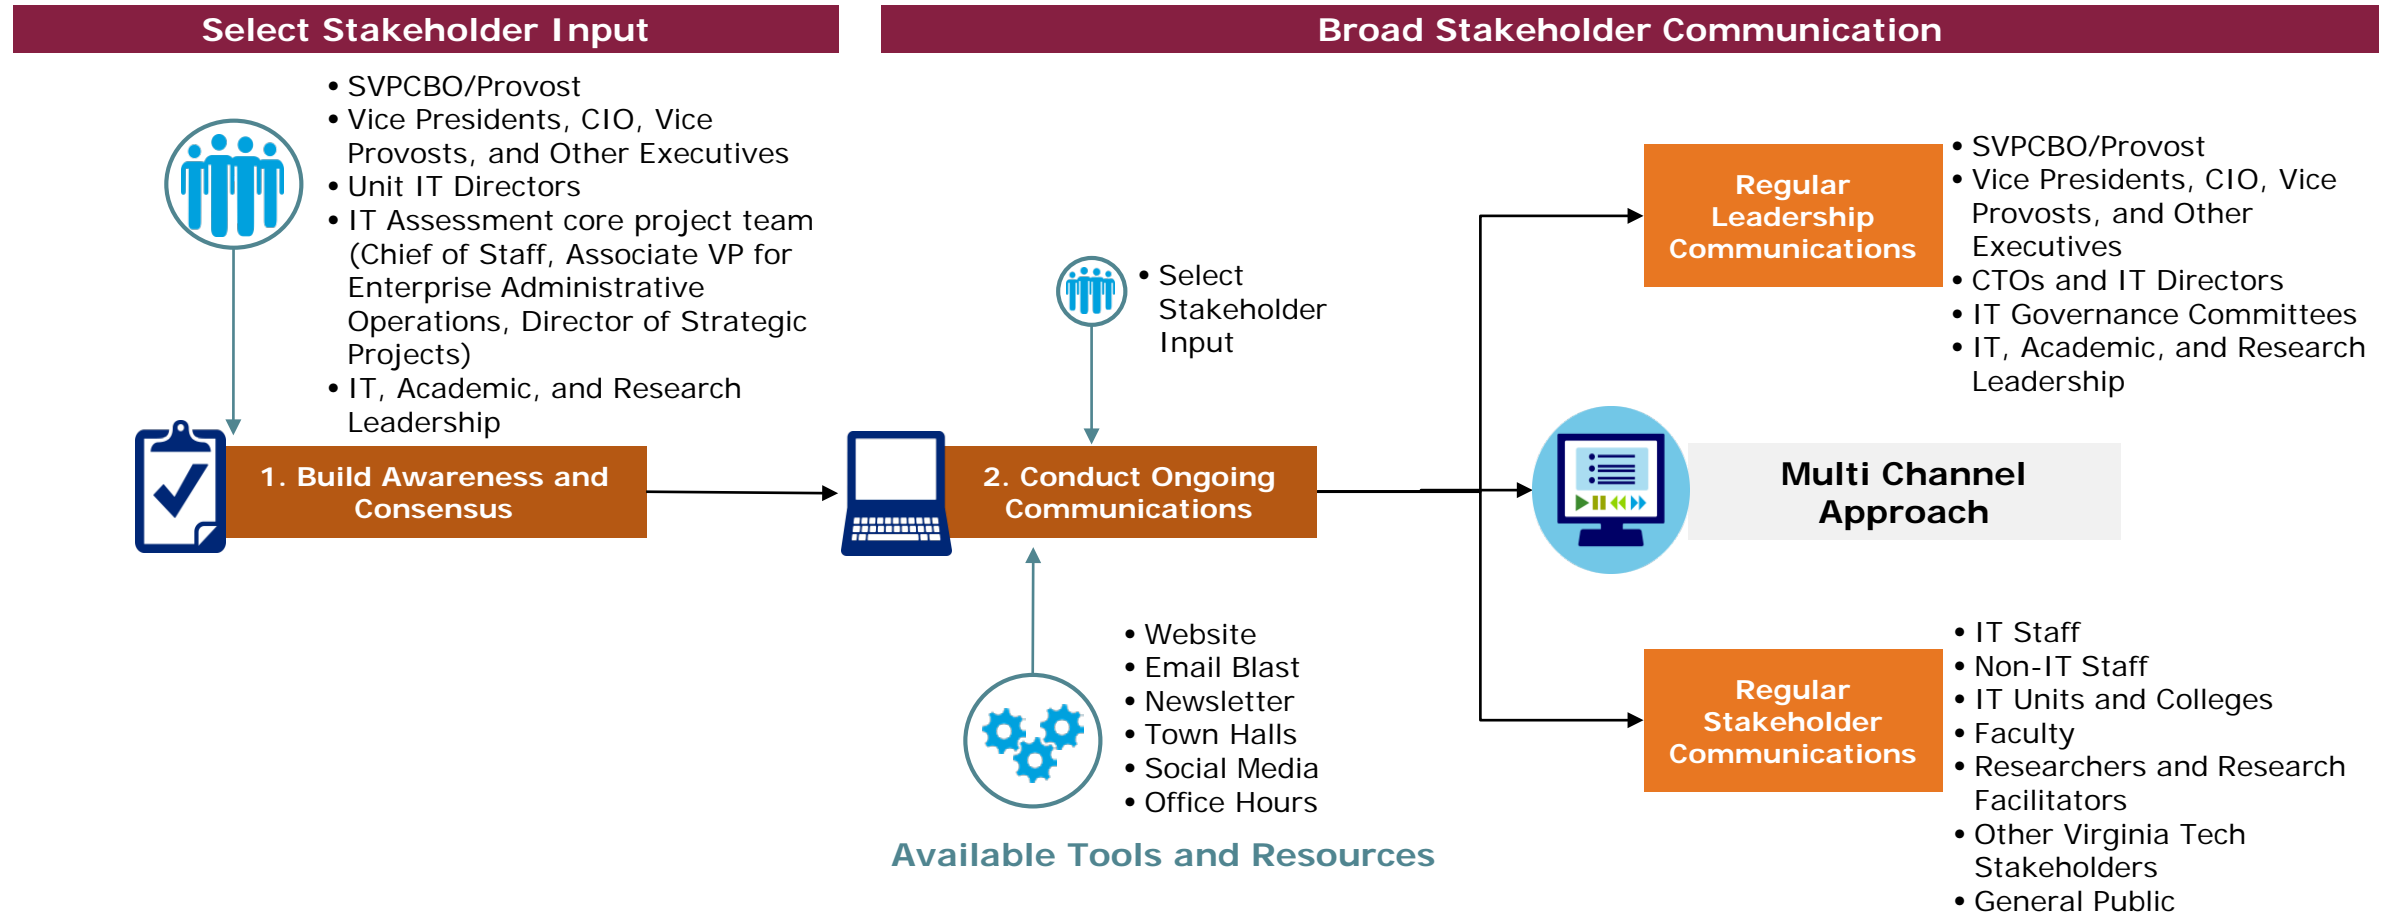 Select Stakeholder Input
• SVPCBO/Provost
• Vice Presidents, CIO, Vice
Provosts, and Other Executives
• Unit IT Directors
• IT Assessment core project team
(Chief of Staff, Associate VP for
Enterprise Administrative
Operations, Director of Strategic
Projects)
• IT, Academic, and Research
Leadership
1. Build Awareness and
Consensus
Broad Stakeholder Communication
• Select
Stakeholder
Input
2. Conduct Ongoing
Communications
• Website
• Email Blast
• Newsletter
• Town Halls
• Social Media
• Office Hours
Available Tools and Resources
Regular
Leadership
Communications
• SVPCBO/Provost
• Vice Presidents, CIO, Vice
Provosts, and Other
Executives
• CTOs and IT Directors
• IT Governance Committees
• IT, Academic, and Research
Leadership
Multi Channel
Approach
Regular
Stakeholder
Communications
• IT Staff
• Non-IT Staff
• IT Units and Colleges
• Faculty
• Researchers and Research
Facilitators
• Other Virginia Tech
Stakeholders
• General Public